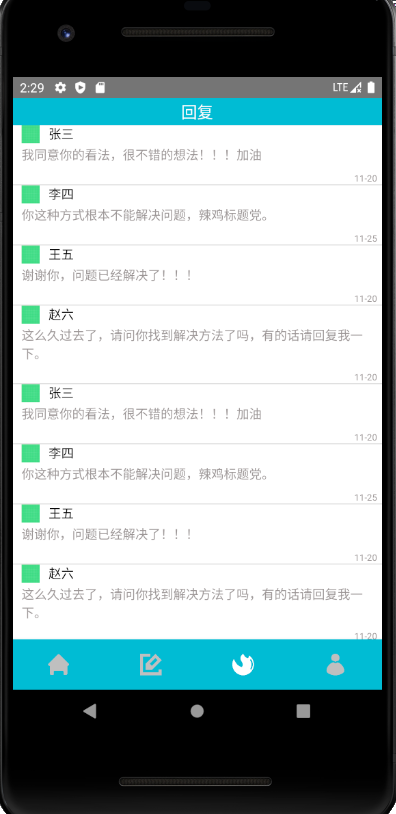 2:29 LTE
回复
张三
我同意你的看法，很不错的想法！！！加油
11-20
李四
你这种方式根本不能解决问题，辣鸡标题党。
11-25
王五
谢谢你，问题已经解决了！！！
11-20
赵六
这么久过去了，请问你找到解决方法了吗，有的话请回复我一
下。
11-20
张三
我同意你的看法，很不错的想法！！！加油
11-20
李四
你这种方式根本不能解决问题，辣鸡标题党。
11-25
王五
谢谢你，问题已经解决了！！！
11-20
赵六
这么久过去了，请问你找到解决方法了吗，有的话请回复我一
下。
11-20